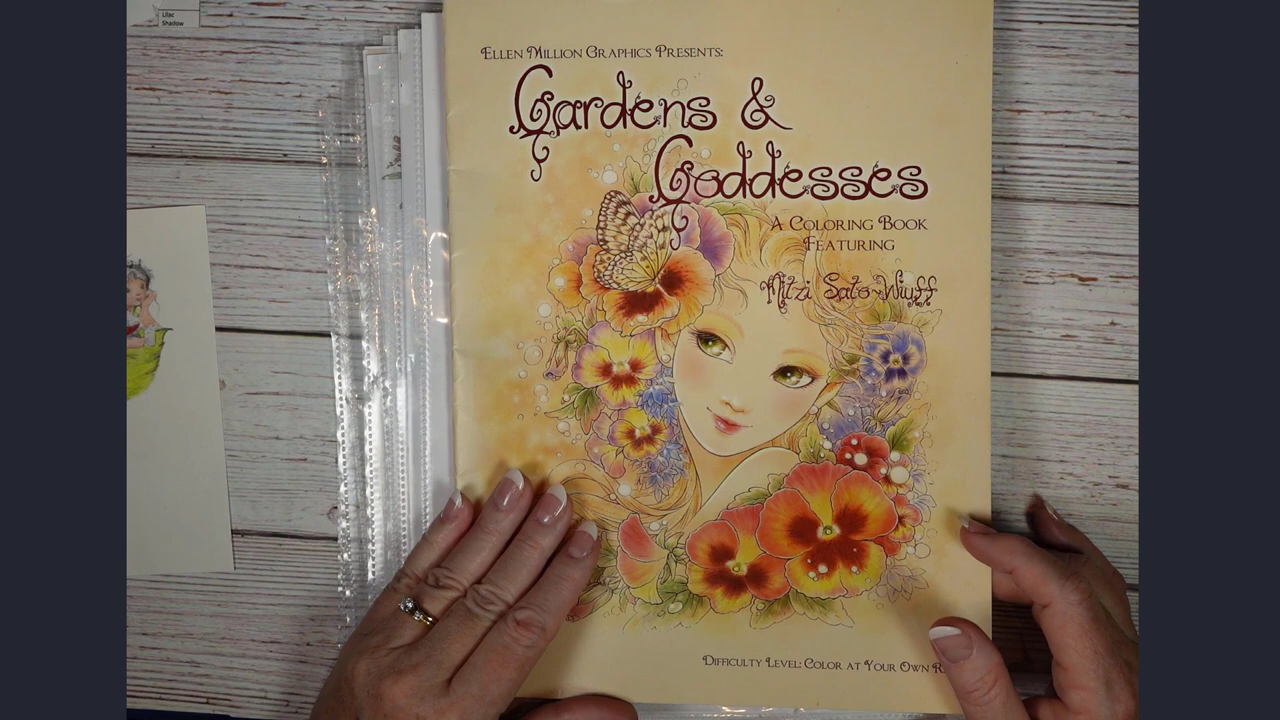 Lilac
Shadow
Ellen Million Graphics Presents:
Gardens &
Goddesses
A Coloring Book
Featuring
Mitzi Sato-Wiuff
Difficulty Level: Color at Your Own